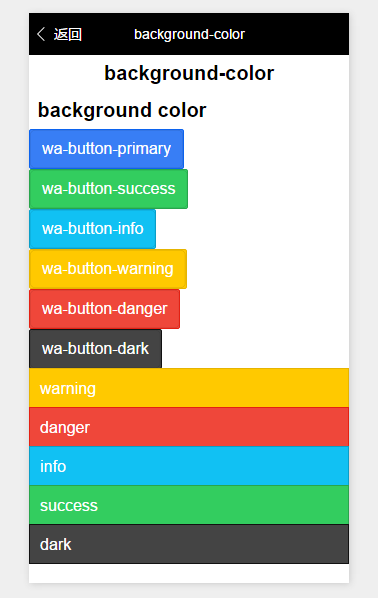 返回 background-color
background-color
background color
wa-button-primary
wa-button-success
wa-button-info
wa-button-warning
wa-button-danger
wa-button-dark
warning
danger
info
success
dark